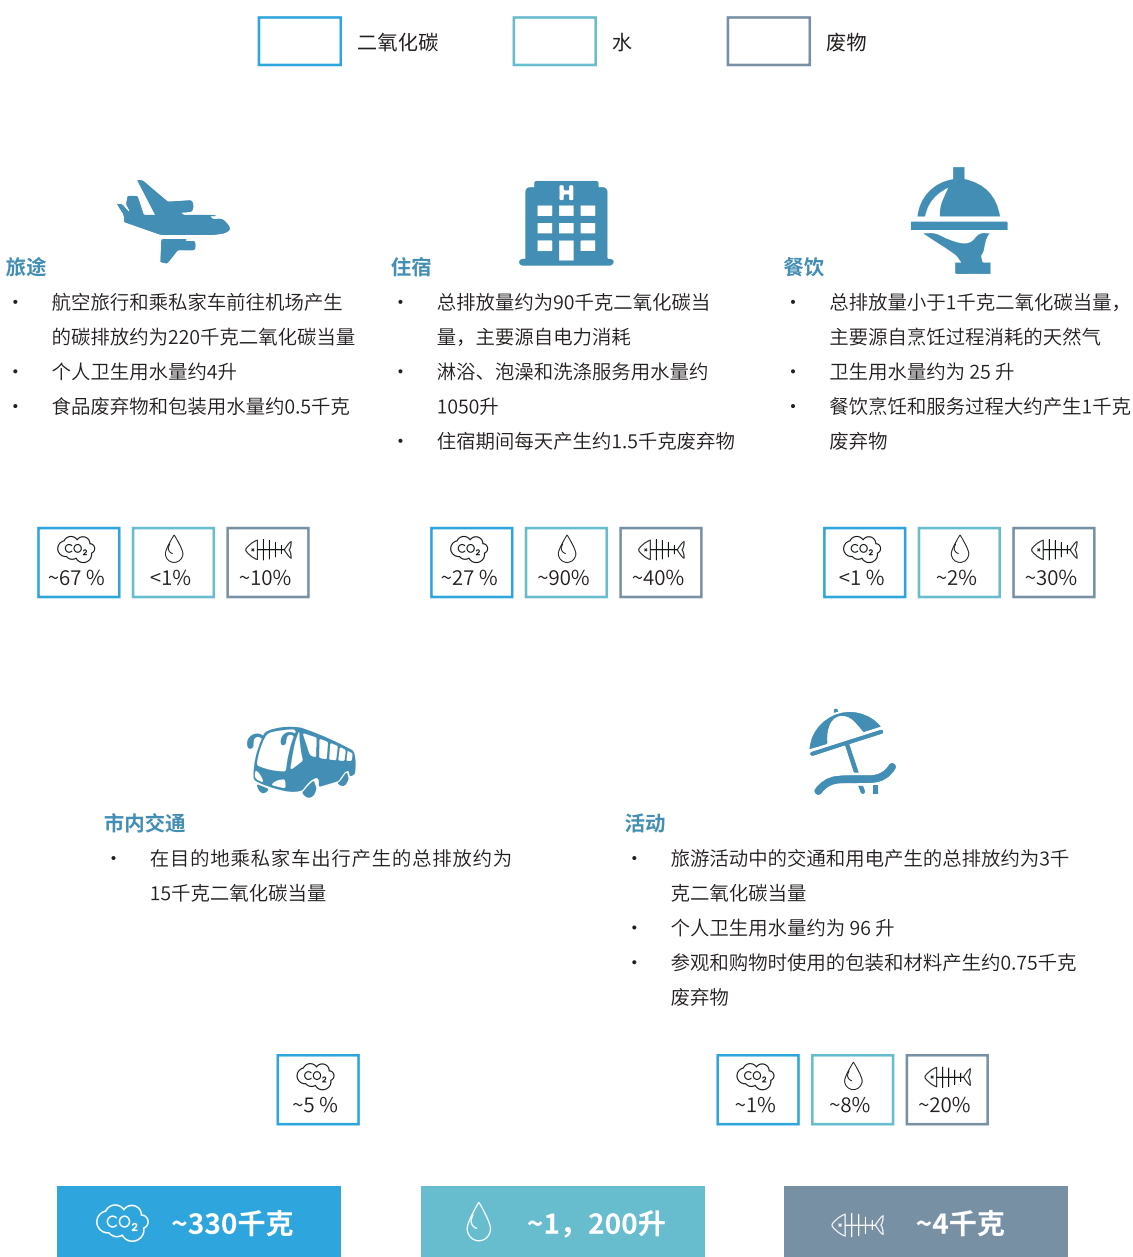 二氧化碳
水
废物
旅途
• 航空旅行和乘私家车前往机场产生
的碳排放约为220千克二氧化碳当量
• 个人卫生用水量约4升
• 食品废弃物和包装用水量约0.5千克
CO2
~67 %
<1%
~10%
住宿
• 总排放量约为90千克二氧化碳当
量，主要源自电力消耗
• 淋浴、泡澡和洗涤服务用水量约
1050升
• 住宿期间每天产生约1.5千克废弃物
CO2
~27 %
~90%
~40%
H
餐饮
• 总排放量小于1千克二氧化碳当量，
主要源自烹饪过程消耗的天然气
• 卫生用水量约为 25 升
• 餐饮烹饪和服务过程大约产生1千克
废弃物
CO2
<1 %
~2%
~30%
市内交通
• 在目的地乘私家车出行产生的总排放约为
15千克二氧化碳当量
CO2
~5 %
活动
• 旅游活动中的交通和用电产生的总排放约为3千
克二氧化碳当量
• 个人卫生用水量约为 96 升
• 参观和购物时使用的包装和材料产生约0.75千克
废弃物
CO2
~1%
~8%
~20%
CO2 ~330千克
~1，200升
~4千克